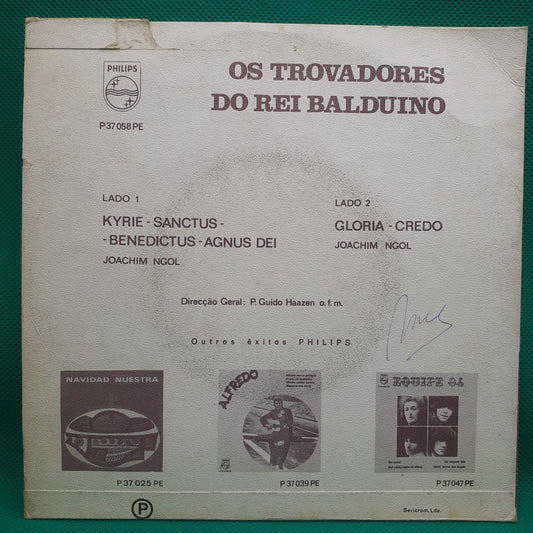 PHILIPS
P 37 058 PE
OS TROVADORES
DO REI BALDUINO
LADO 1
KYRIE - SANCTUS -
- BENEDICTUS - AGNUS DEI
JOACHIM NGOL
LADO 2
GLORIA - CREDO
JOACHIM NGOL
Direcção Geral: P. Guido Haazen o.f.m.
Outros êxitos PHILIPS
NAVIDAD NUESTRA
P 37 025 PE
ALFREDO
P 37 039 PE
EQUIPE 84
P 37 047 PE
P
Sericrom, Lda.